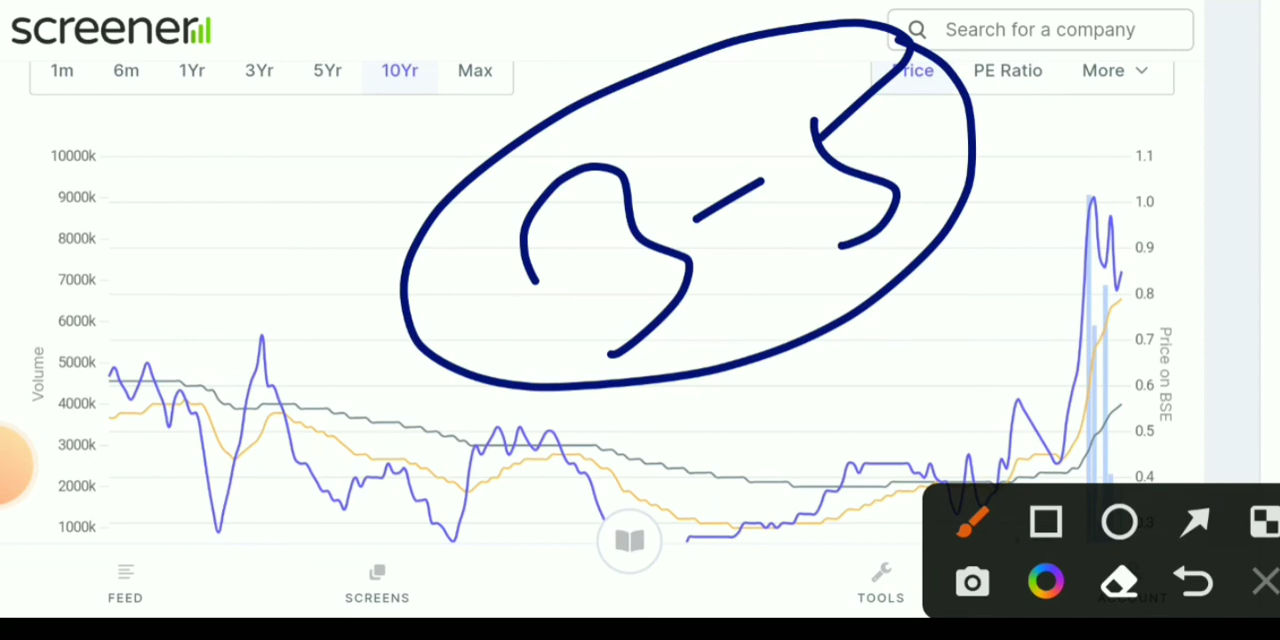 screener
Search for a company
1m 6m 1Yr 3Yr 5Yr 10Yr Max
Price PE Ratio More
10000k 1.1
9000k 1.0
8000k 0.9
7000k 0.8
6000k 0.7
5000k 0.6
4000k 0.5
3000k 0.4
2000k
1000k
Volume
Price on BSE
FEED SCREENS TOOLS